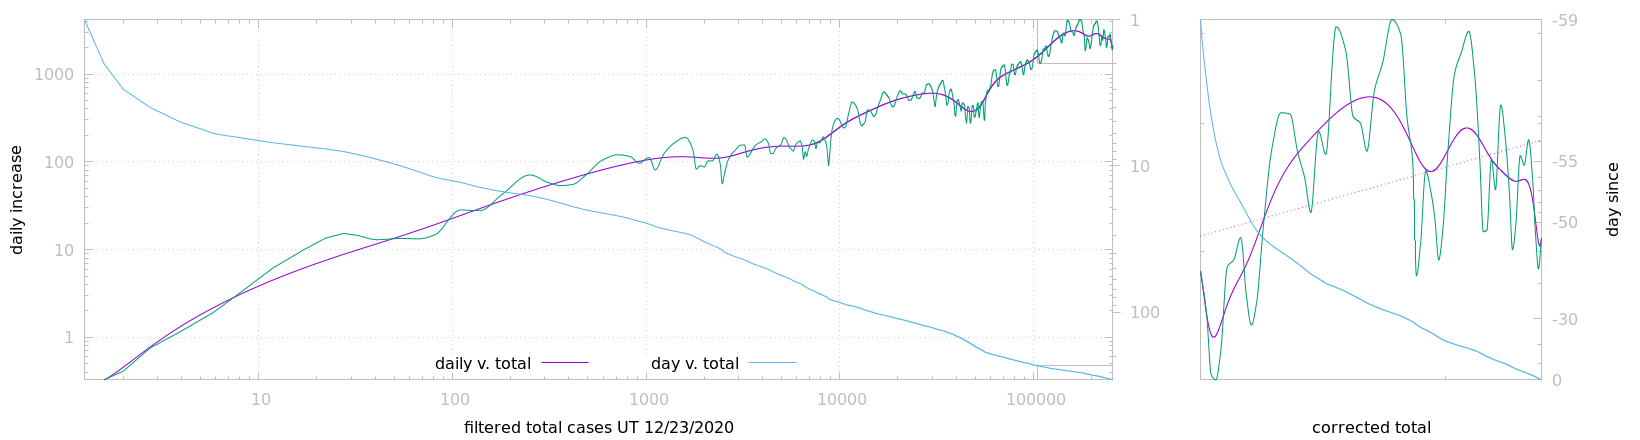 1000
100
10
1
daily increase
10
100
1000
10000
100000
filtered total cases UT 12/23/2020
daily v. total
day v. total
1
10
100
-59
-55
-50
-30
0
day since
corrected total